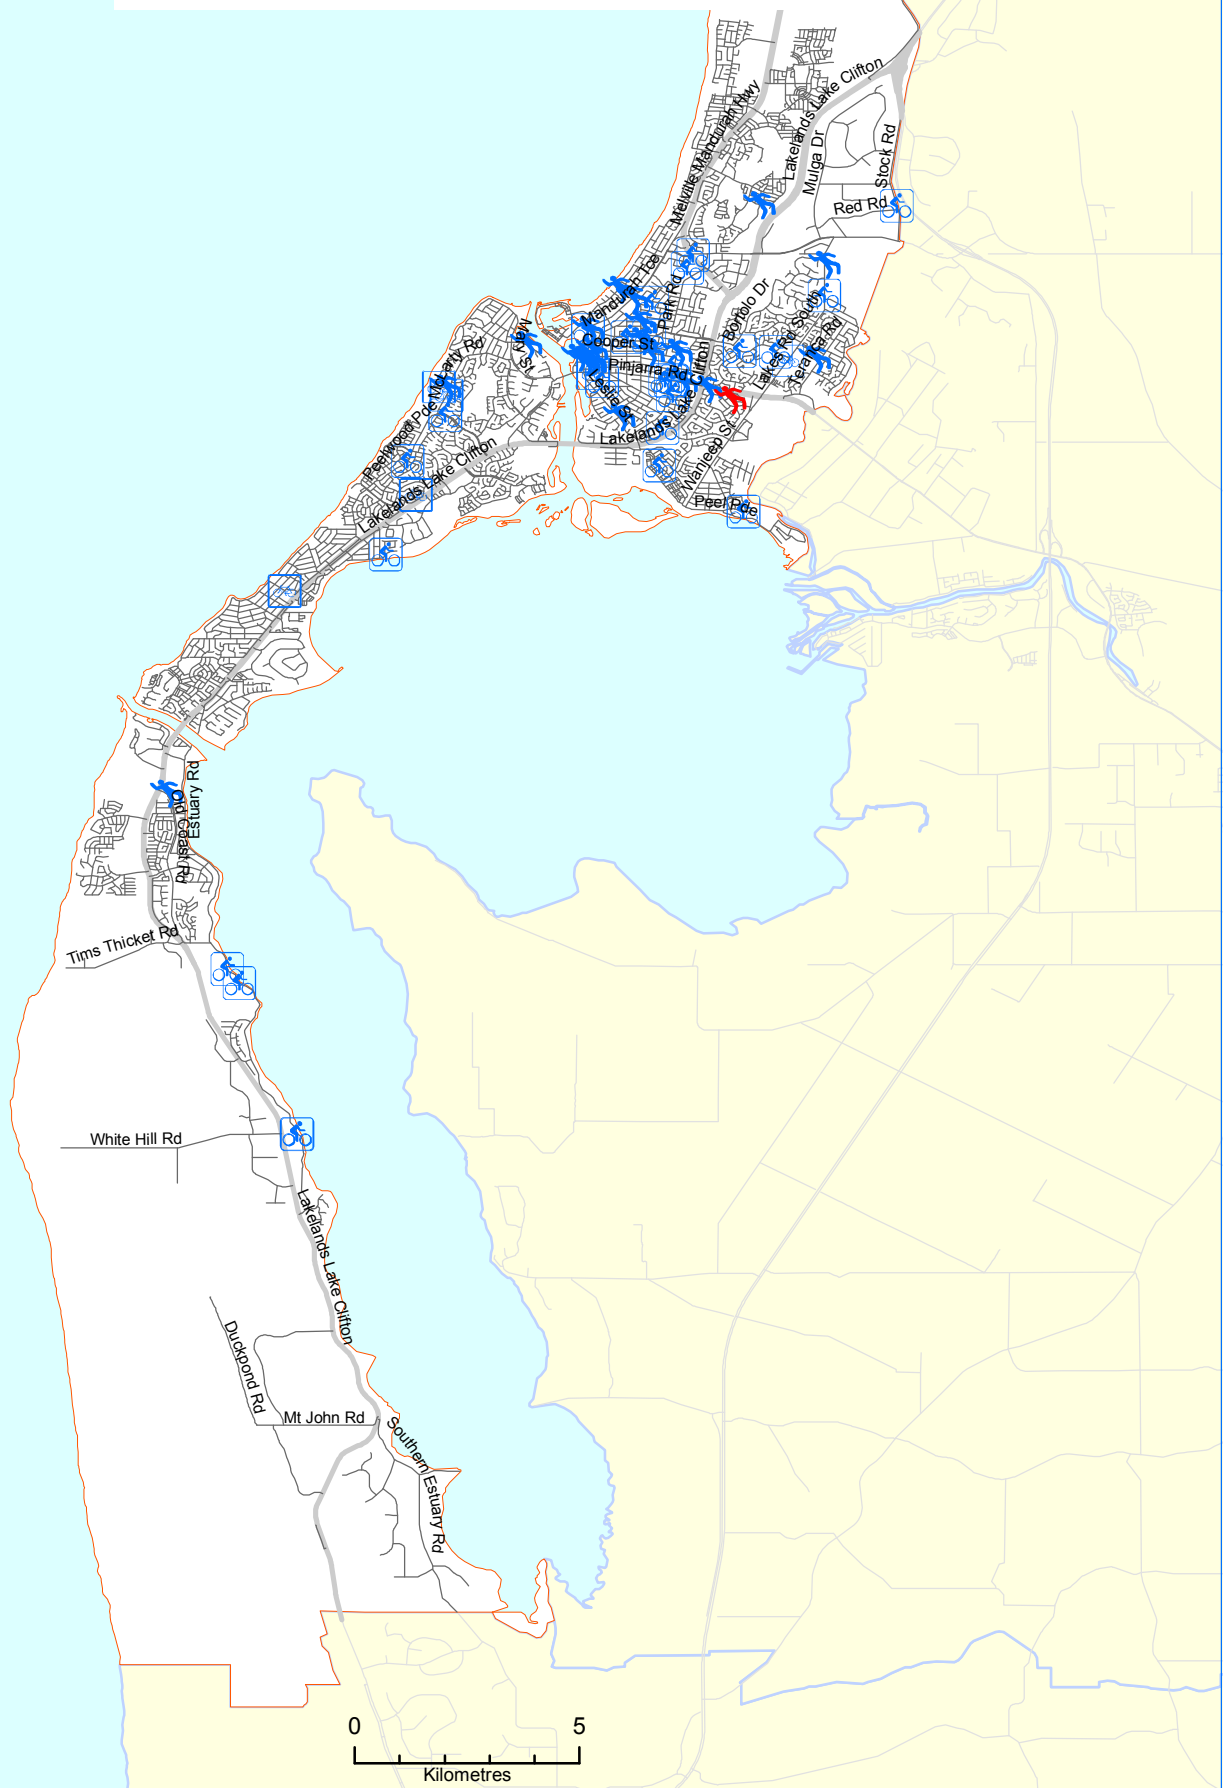 Lakelands Lake Clifton
Melville Mandurah Hwy
Mulga Dr
Stock Rd
Red Rd
Mandurah Tce
Park Rd
Bortolo Dr
Lakes Rd South
Teranca Rd
Mary St
McLarty Rd
Cooper St
Pinjarra Rd
Leslie St
Lakelands Lake Clifton
Wanjeep St
Peelwood Pde
Lakelands Lake Clifton
Peel Pde
Estuary Rd
Old Coast Rd
Tims Thicket Rd
White Hill Rd
Lakelands Lake Clifton
Duckpond Rd
Mt John Rd
Southern Estuary Rd
0 5
Kilometres